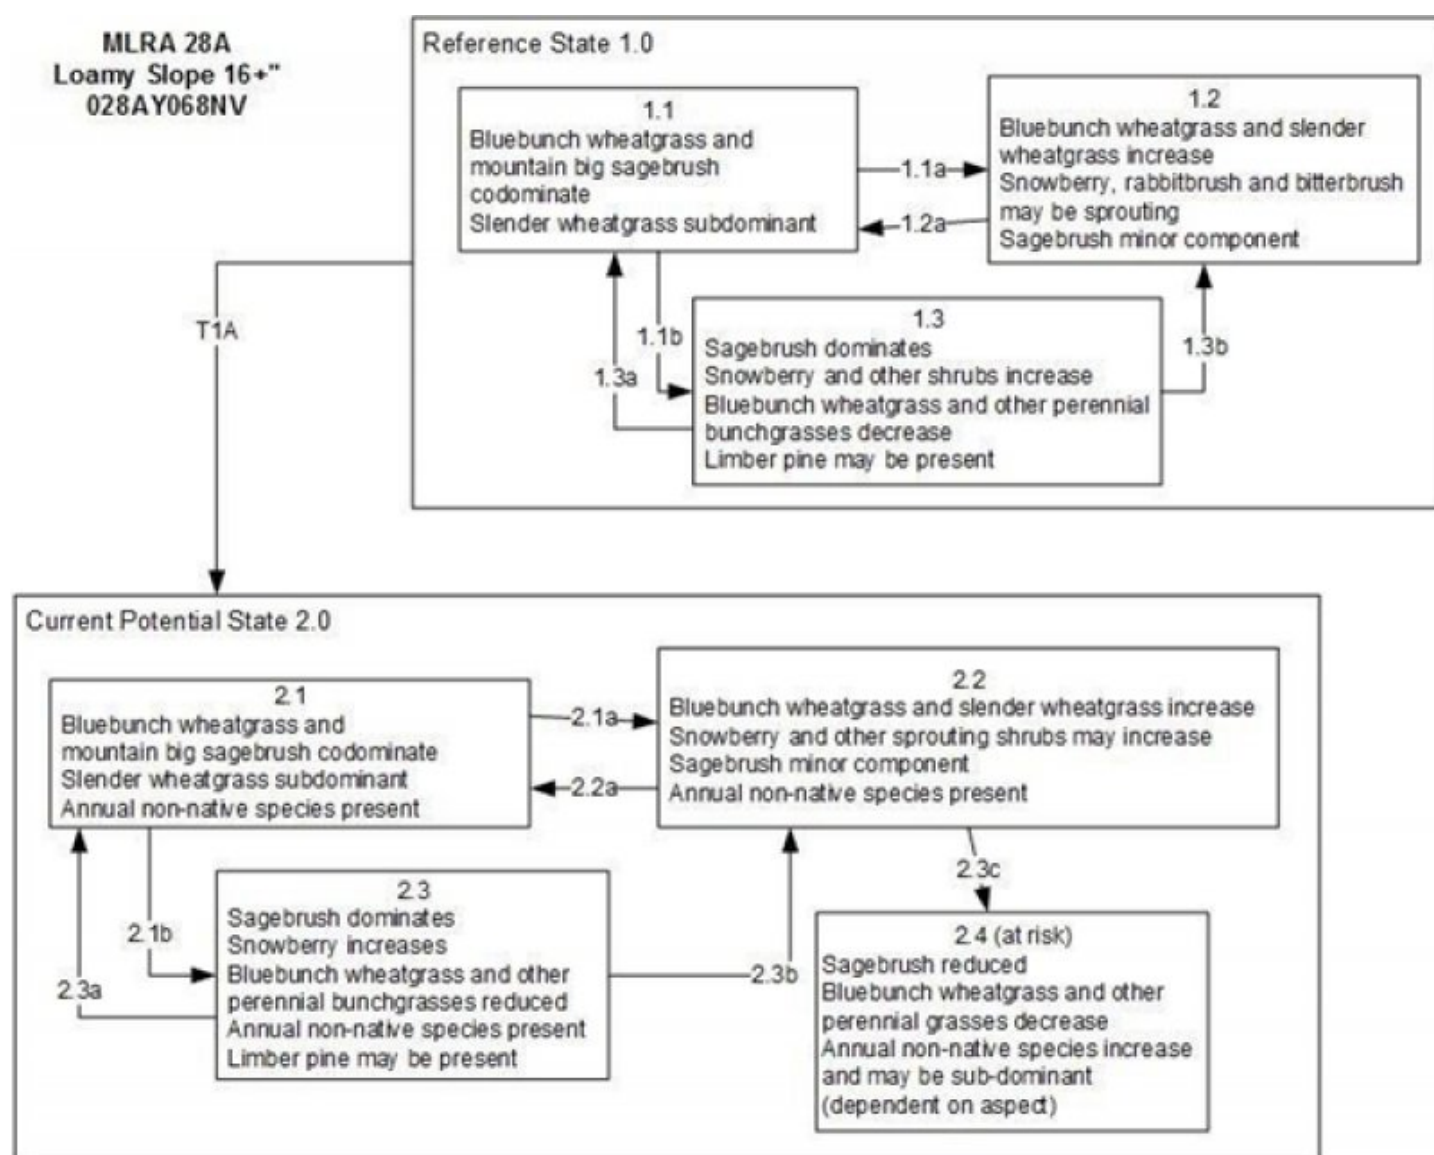 MLRA 28A
Loamy Slope 16+"
028AY068NV
Reference State 1.0
1.1
Bluebunch wheatgrass and
mountain big sagebrush
codominate
Slender wheatgrass subdominant
1.1a
1.2a
1.2
Bluebunch wheatgrass and slender
wheatgrass increase
Snowberry, rabbitbrush and bitterbrush
may be sprouting
Sagebrush minor component
T1A
1.1b
1.3a
1.3
Sagebrush dominates
Snowberry and other shrubs increase
Bluebunch wheatgrass and other perennial
bunchgrasses decrease
Limber pine may be present
1.3b
Current Potential State 2.0
2.1
Bluebunch wheatgrass and
mountain big sagebrush codominate
Slender wheatgrass subdominant
Annual non-native species present
2.1a
2.2a
2.2
Bluebunch wheatgrass and slender wheatgrass increase
Snowberry and other sprouting shrubs may increase
Sagebrush minor component
Annual non-native species present
2.1b
2.3a
2.3
Sagebrush dominates
Snowberry increases
Bluebunch wheatgrass and other
perennial bunchgrasses reduced
Annual non-native species present
Limber pine may be present
2.3b
2.3c
2.4 (at risk)
Sagebrush reduced
Bluebunch wheatgrass and other
perennial grasses decrease
Annual non-native species increase
and may be sub-dominant
(dependent on aspect)